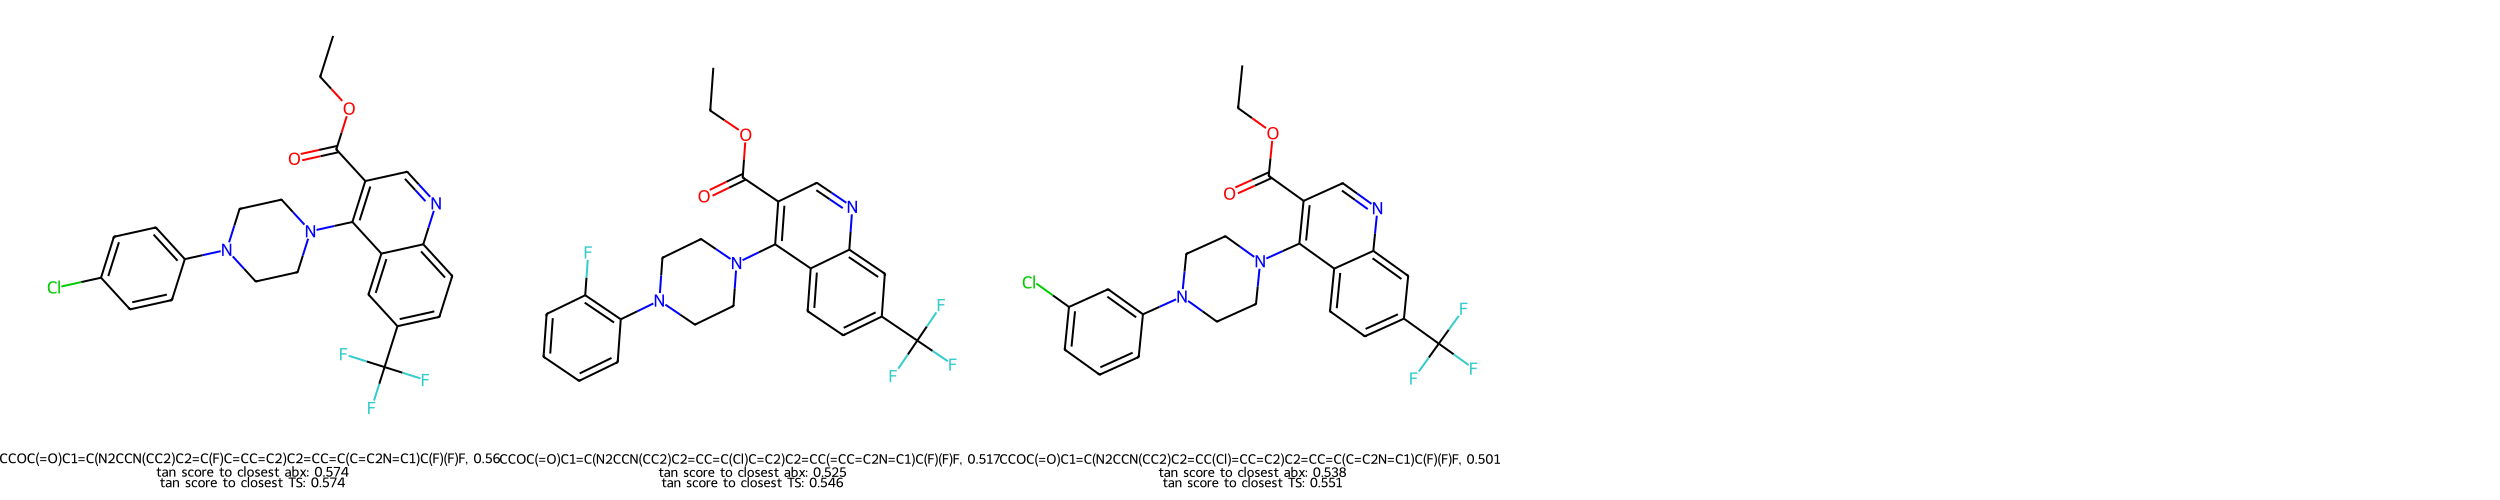 O
O
N
N
N
Cl
F
F
F
CCOC(=O)C1=C(N2CCN(CC2)C2=C(F)C=CC=C2)C2=CC=C(C=C2N=C1)C(F)(F)F, 0.56
tan score to closest abx: 0.574
tan score to closest TS: 0.574
O
O
N
F
N
N
F
F
F
CCOC(=O)C1=C(N2CCN(CC2)C2=CC=C(Cl)C=C2)C2=CC(=CC=C2N=C1)C(F)(F)F, 0.517
tan score to closest abx: 0.525
tan score to closest TS: 0.546
O
O
N
N
Cl
N
F
F
F
CCOC(=O)C1=C(N2CCN(CC2)C2=CC(Cl)=CC=C2)C2=CC=C(C=C2N=C1)C(F)(F)F, 0.501
tan score to closest abx: 0.538
tan score to closest TS: 0.551